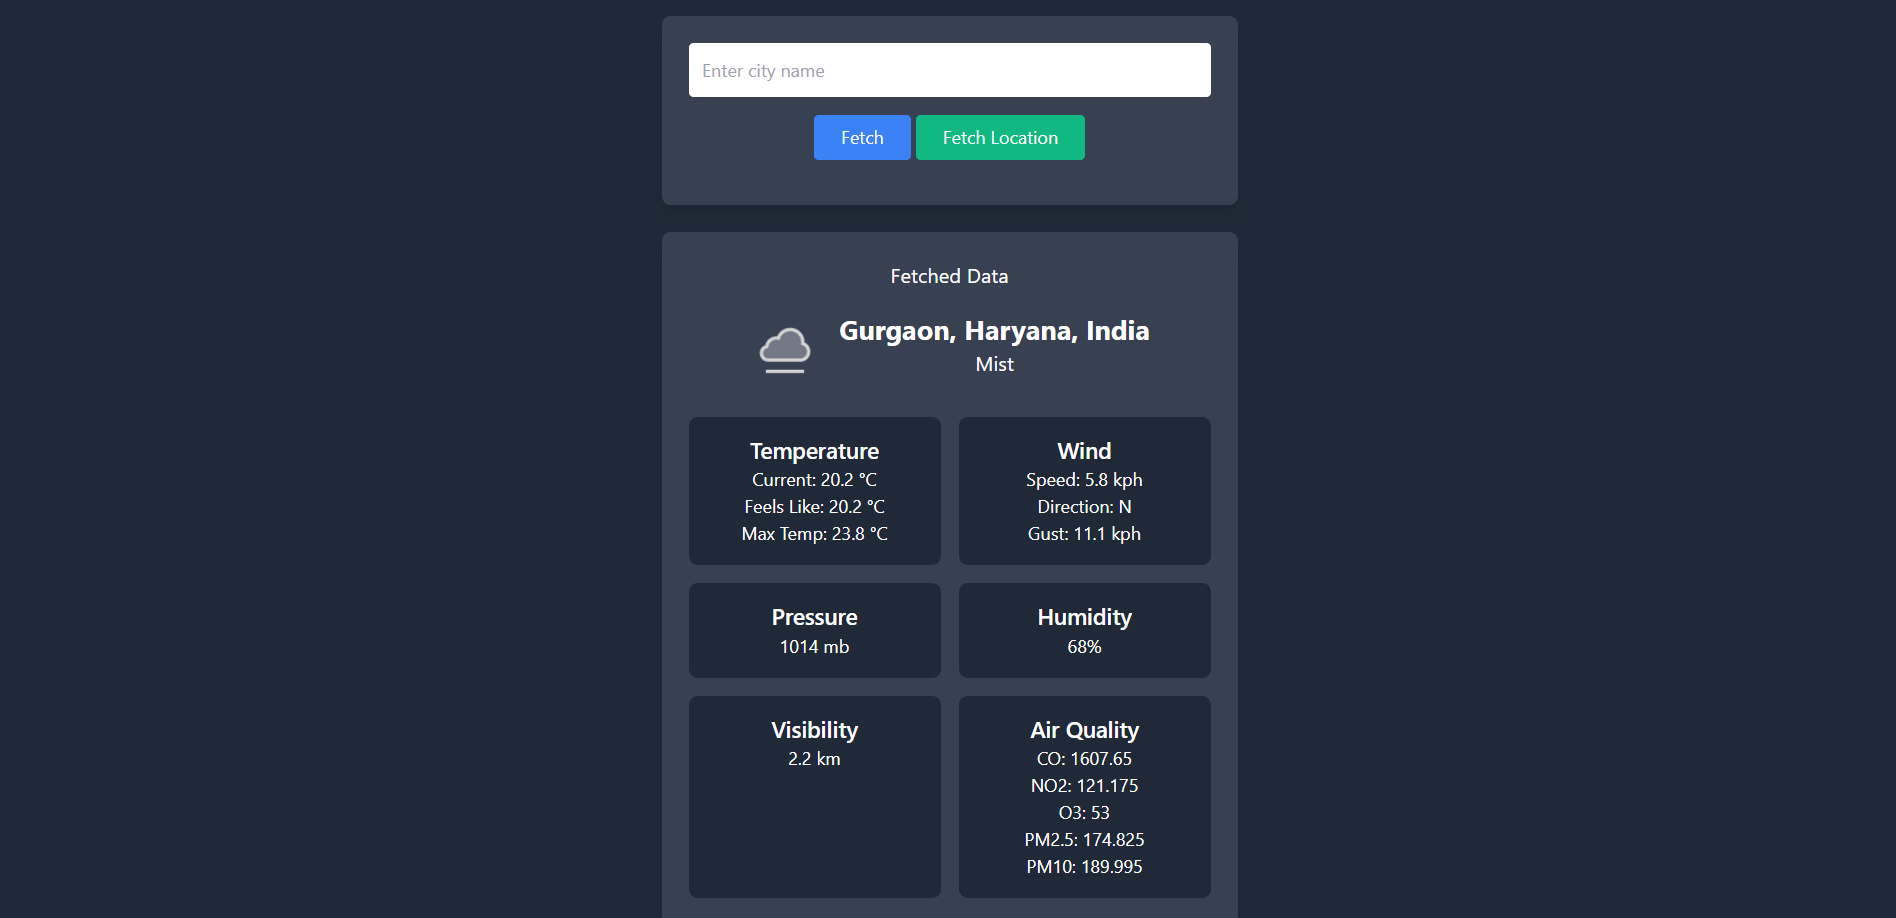 Enter city name
Fetch
Fetch Location
Fetched Data
Gurgaon, Haryana, India
Mist
Temperature
Current: 20.2 °C
Feels Like: 20.2 °C
Max Temp: 23.8 °C
Wind
Speed: 5.8 kph
Direction: N
Gust: 11.1 kph
Pressure
1014 mb
Humidity
68%
Visibility
2.2 km
Air Quality
CO: 1607.65
NO2: 121.175
O3: 53
PM2.5: 174.825
PM10: 189.995